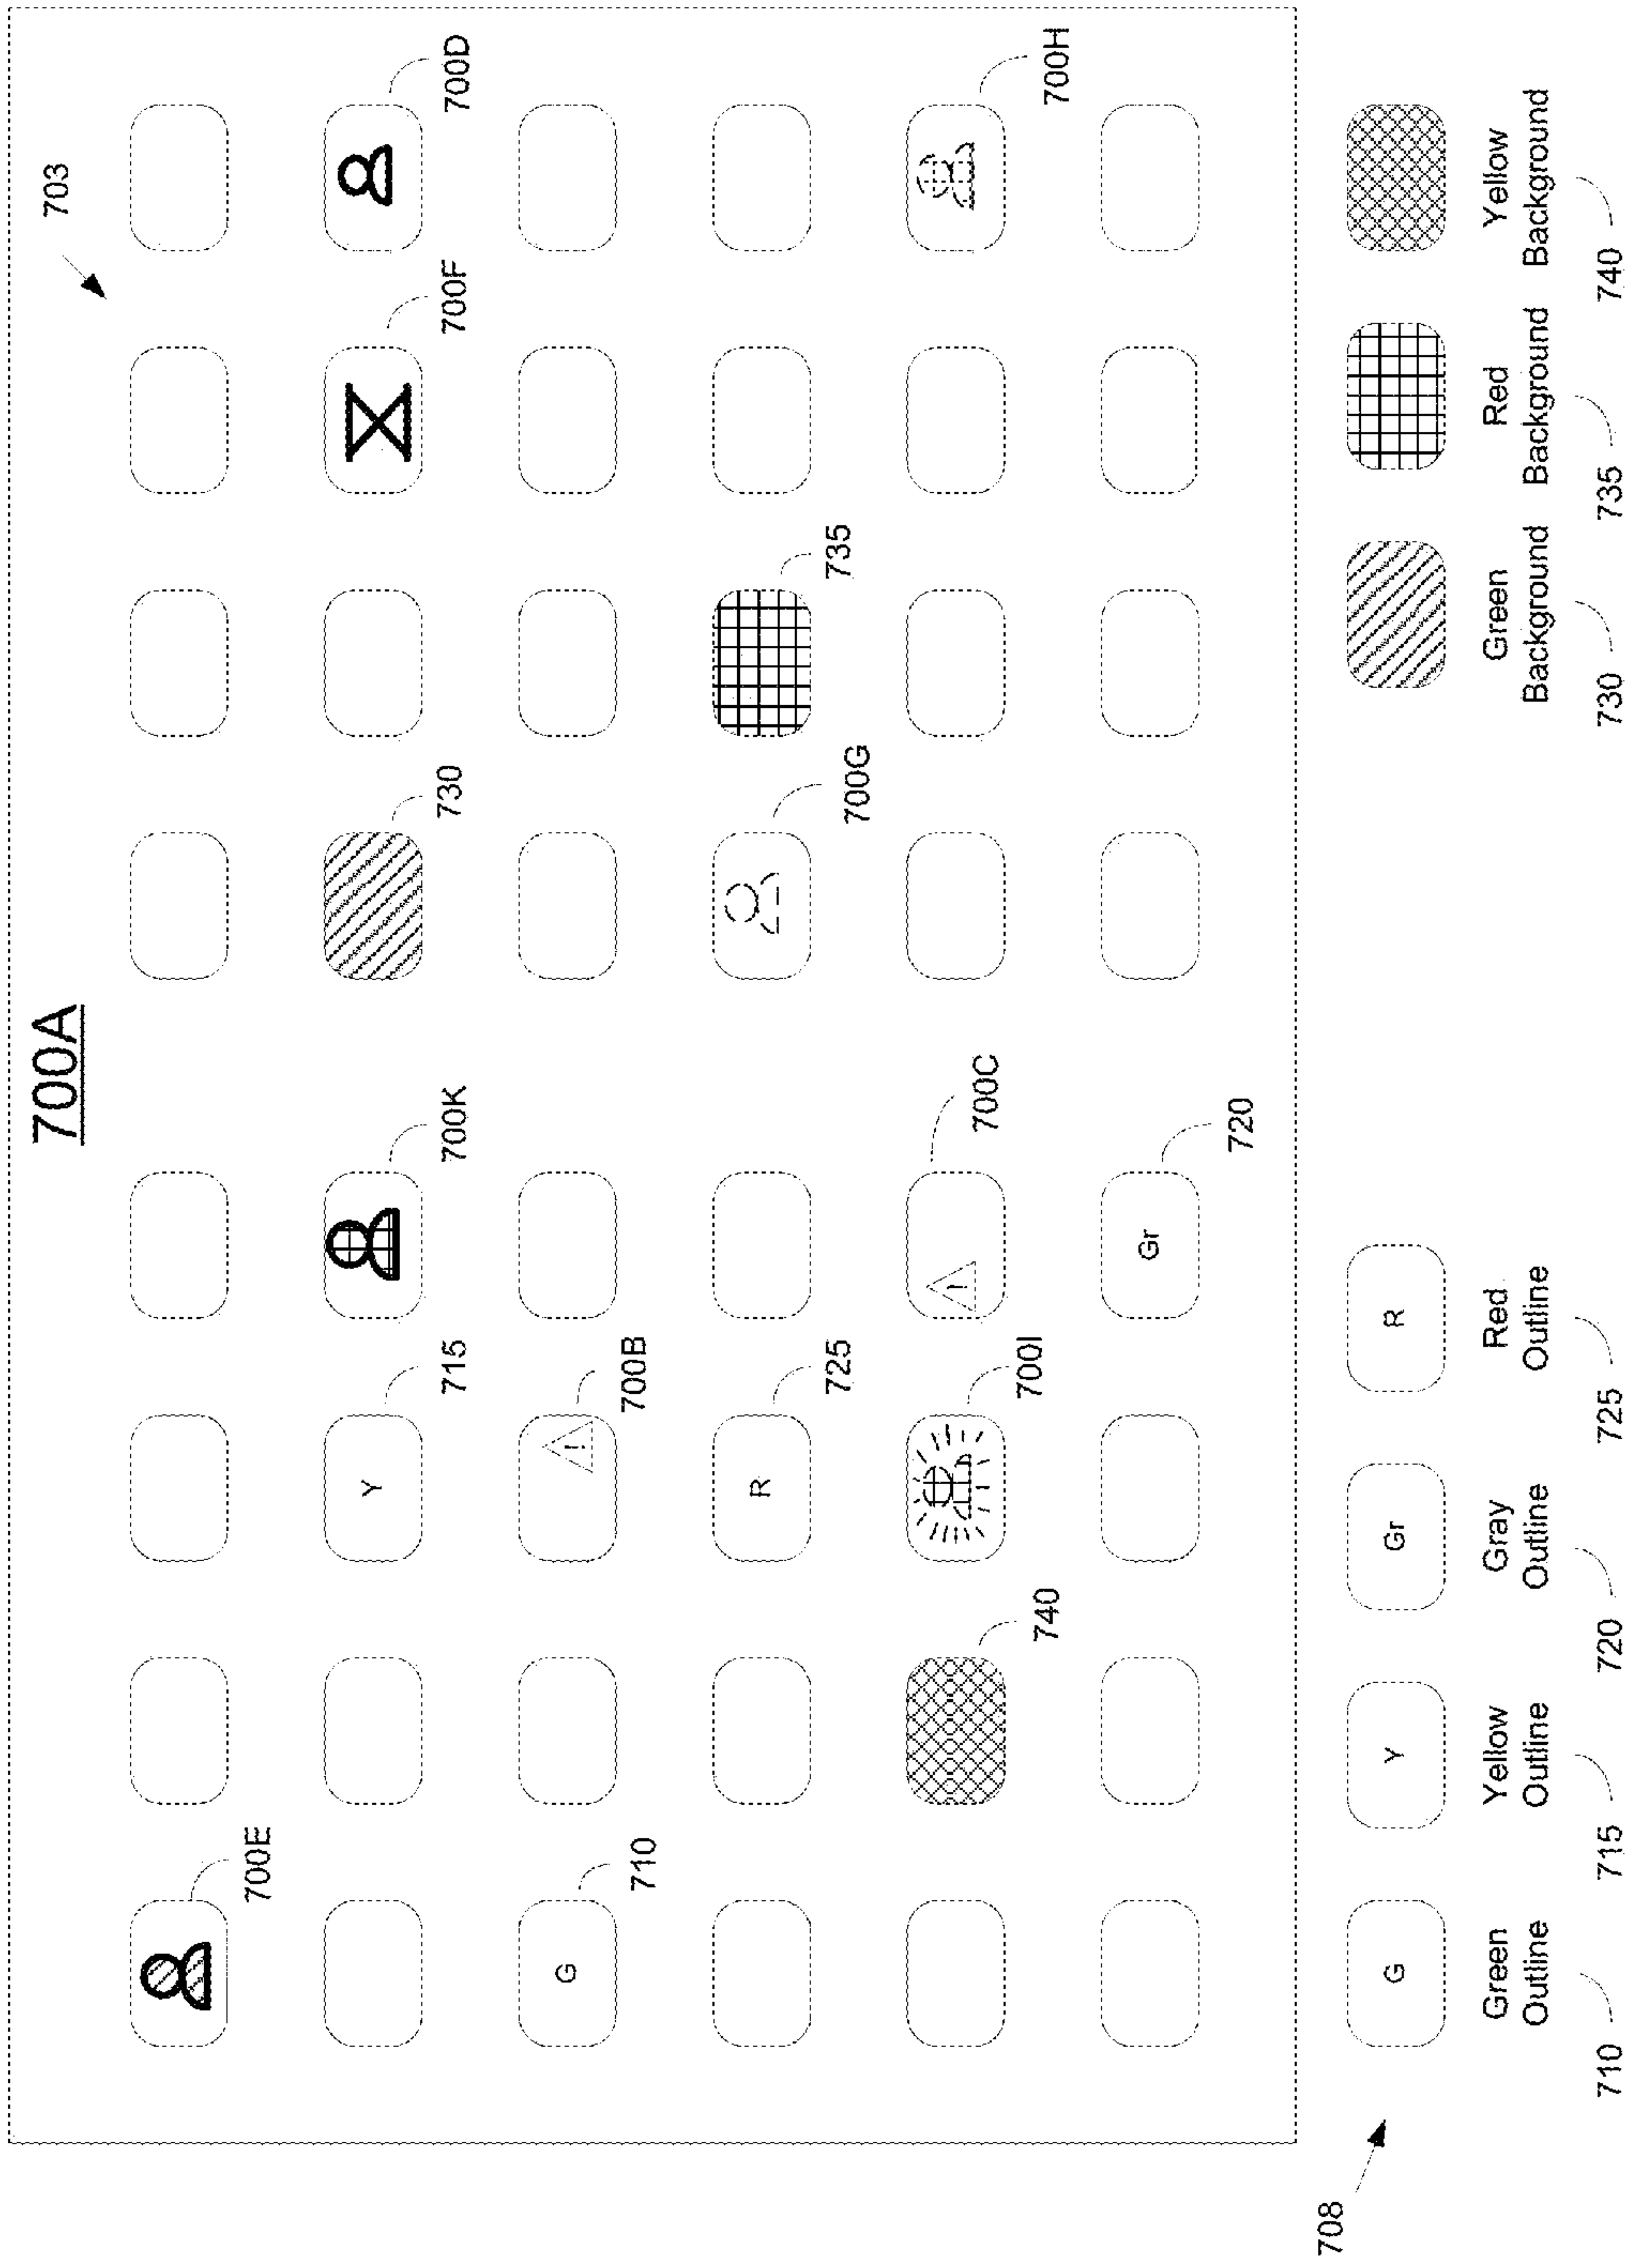 700A
703
700E
Y
715
700K
730
700F
700D
G
!
710
700B
R
725
700G
735
!
740
700I
700C
700H
Gr
720
708
G
Y
Gr
R
Green
Outline
Yellow
Outline
Gray
Outline
Red
Outline
Green
Background
Red
Background
Yellow
Background
710
715
720
725
730
735
740